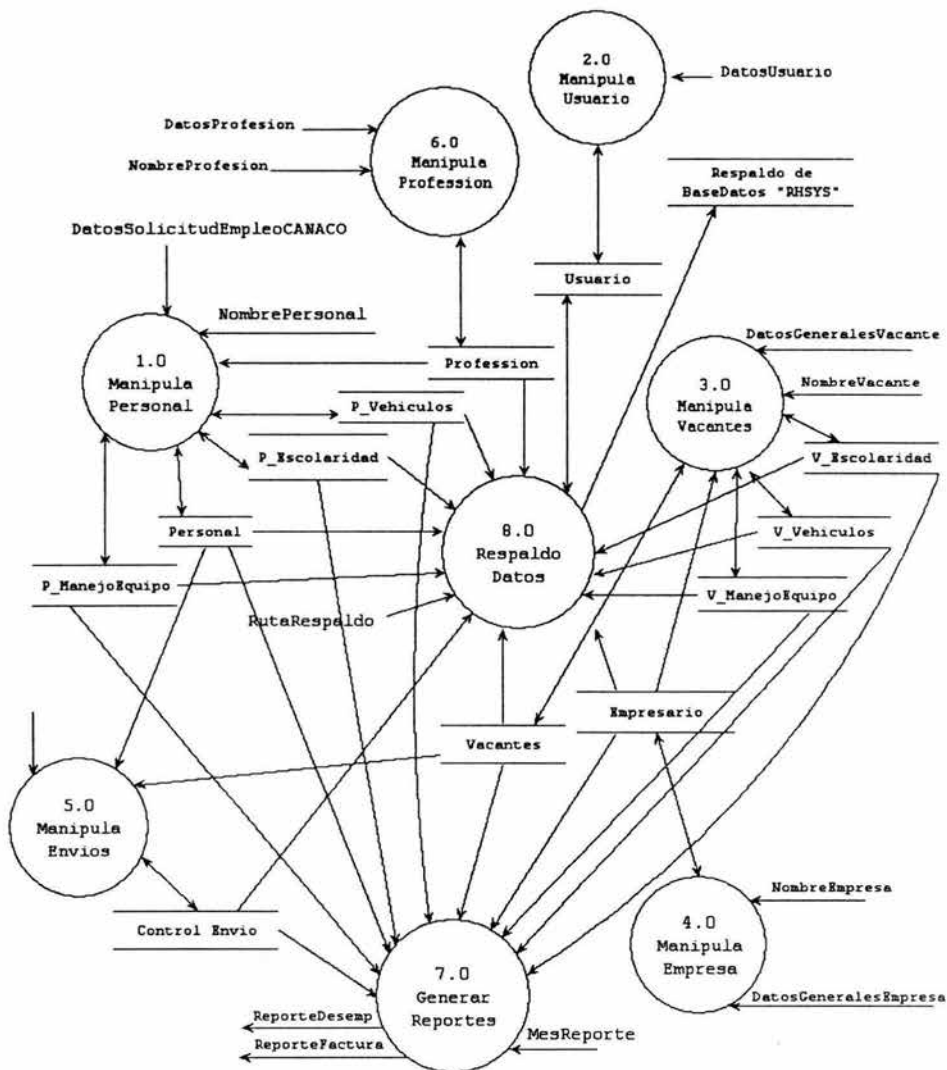 2.0
Manipula
Usuario
DatosUsuario
DatosProfesion
6.0
Manipula
Profession
NombreProfesion
Respaldo de
BaseDatos "RHSYS"
DatosSolicitudEmpleoCANACO
Usuario
NombrePersonal
1.0
Manipula
Personal
Profession
DatosGeneralesVacante
3.0
Manipula
Vacantes
NombreVacante
P_Vehiculos
P_Escolaridad
V_Escolaridad
Personal
8.0
Respaldo
Datos
V_Vehiculos
P_ManejoEquipo
V_ManejoEquipo
RutaRespaldo
Empresario
Vacantes
5.0
Manipula
Envios
NombreEmpresa
Control Envio
4.0
Manipula
Empresa
7.0
Generar
Reportes
DatosGeneralesEmpresa
ReporteDesemp
MesReporte
ReporteFactura